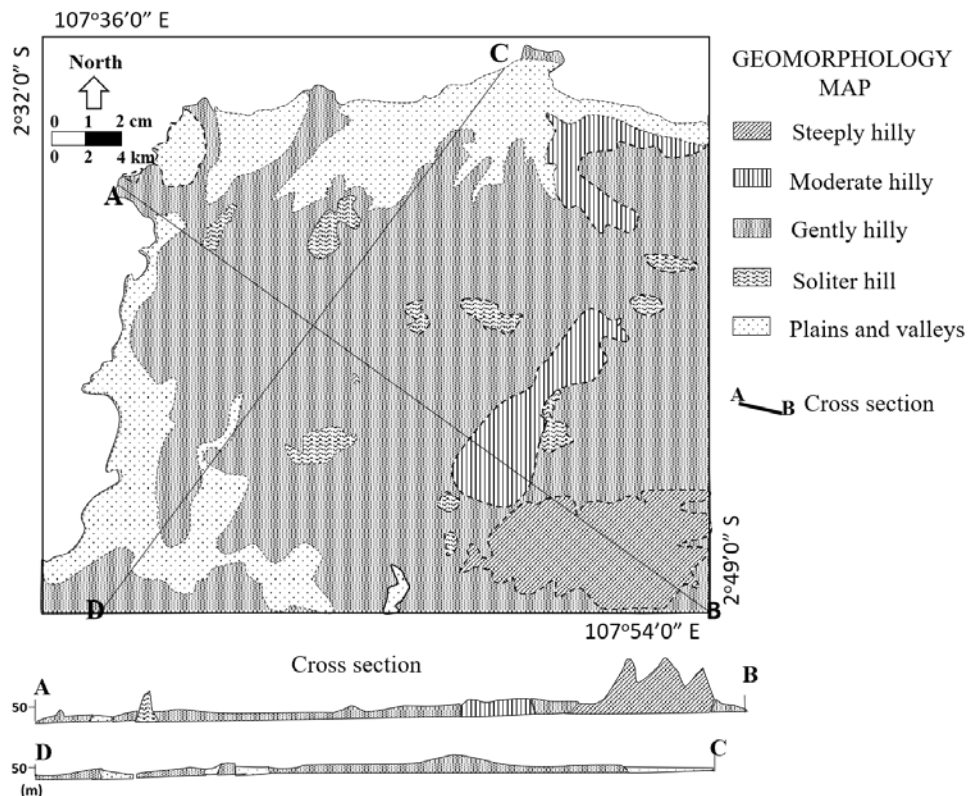 107°36'0" E
2°32'0" S
North
0 1 2 cm
0 2 4 km
A
C
D
B
2°49'0" S
107°54'0" E
GEOMORPHOLOGY
MAP
Steeply hilly
Moderate hilly
Gently hilly
Soliter hill
Plains and valleys
A
B
Cross section
Cross section
A
B
50
D
C
50
(m)